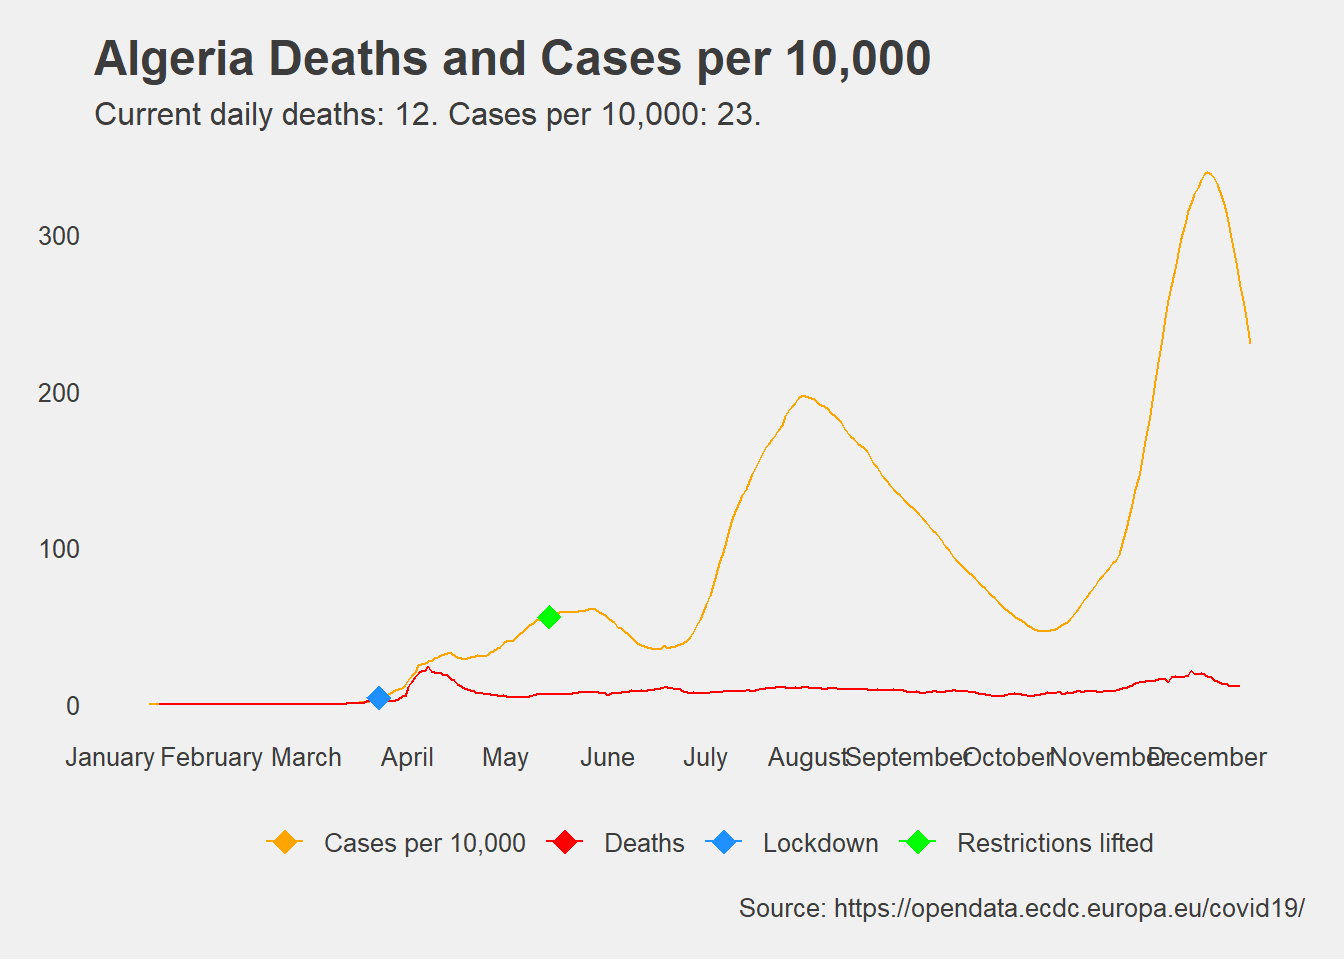 Algeria Deaths and Cases per 10,000
Current daily deaths: 12. Cases per 10,000: 23.
300
200
100
0
January February March April May June July August September October November December
Cases per 10,000 Deaths Lockdown Restrictions lifted
Source: https://opendata.ecdc.europa.eu/covid19/